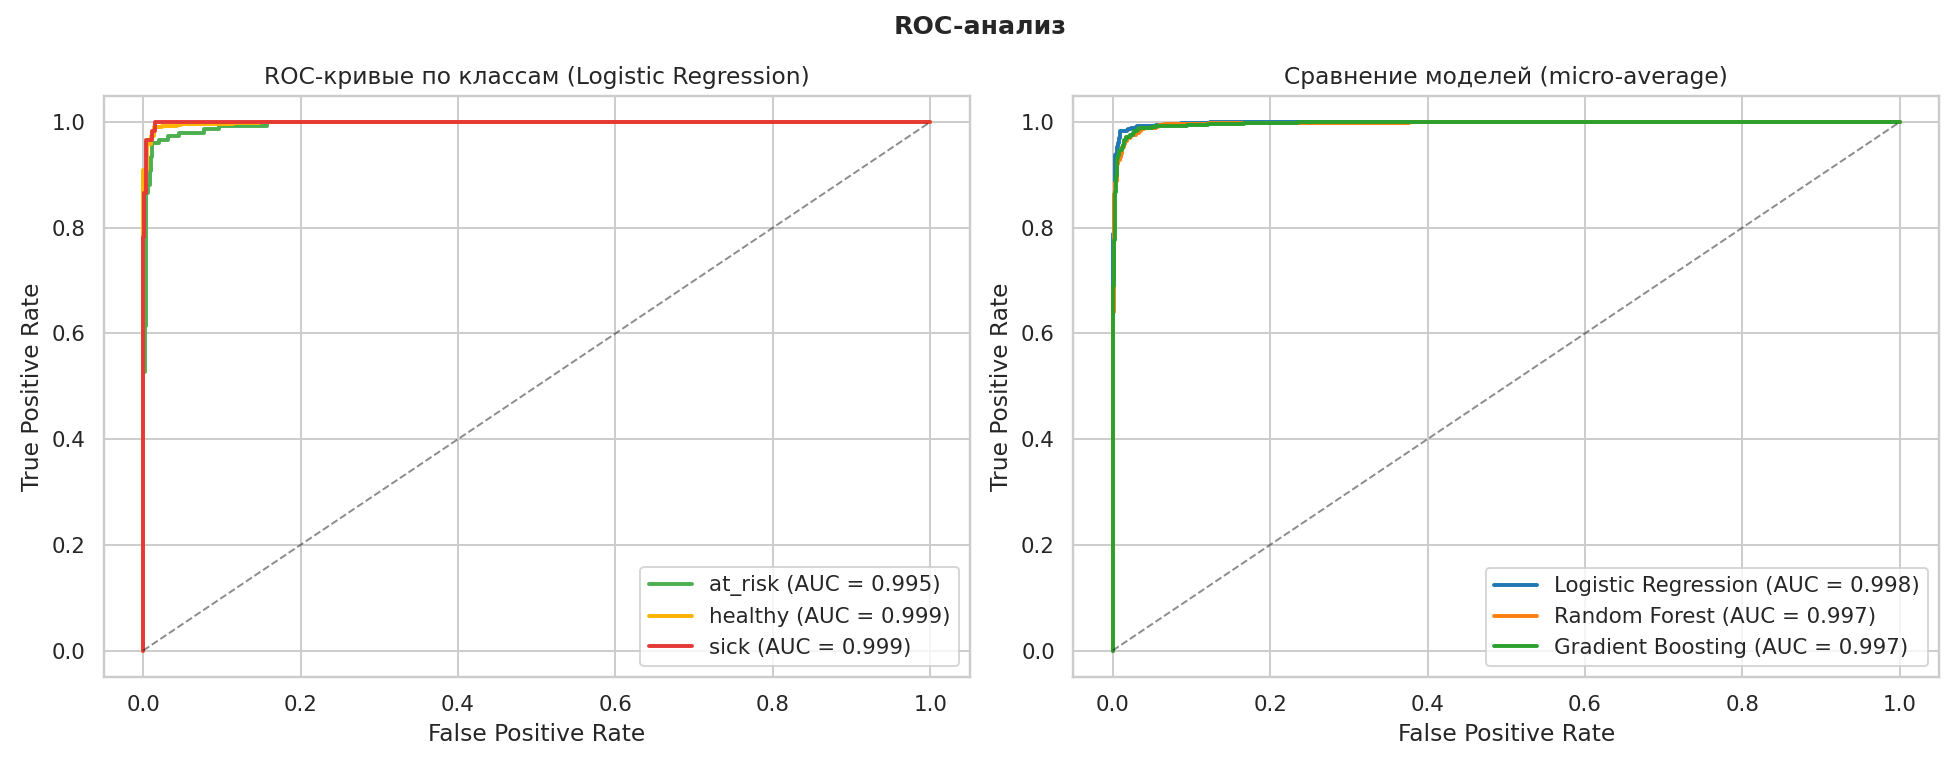 ROC-анализ
ROC-кривые по классам (Logistic Regression)
True Positive Rate
1.0
0.8
0.6
0.4
0.2
0.0
0.0 0.2 0.4 0.6 0.8 1.0
False Positive Rate
at_risk (AUC = 0.995)
healthy (AUC = 0.999)
sick (AUC = 0.999)
Сравнение моделей (micro-average)
True Positive Rate
1.0
0.8
0.6
0.4
0.2
0.0
0.0 0.2 0.4 0.6 0.8 1.0
False Positive Rate
Logistic Regression (AUC = 0.998)
Random Forest (AUC = 0.997)
Gradient Boosting (AUC = 0.997)